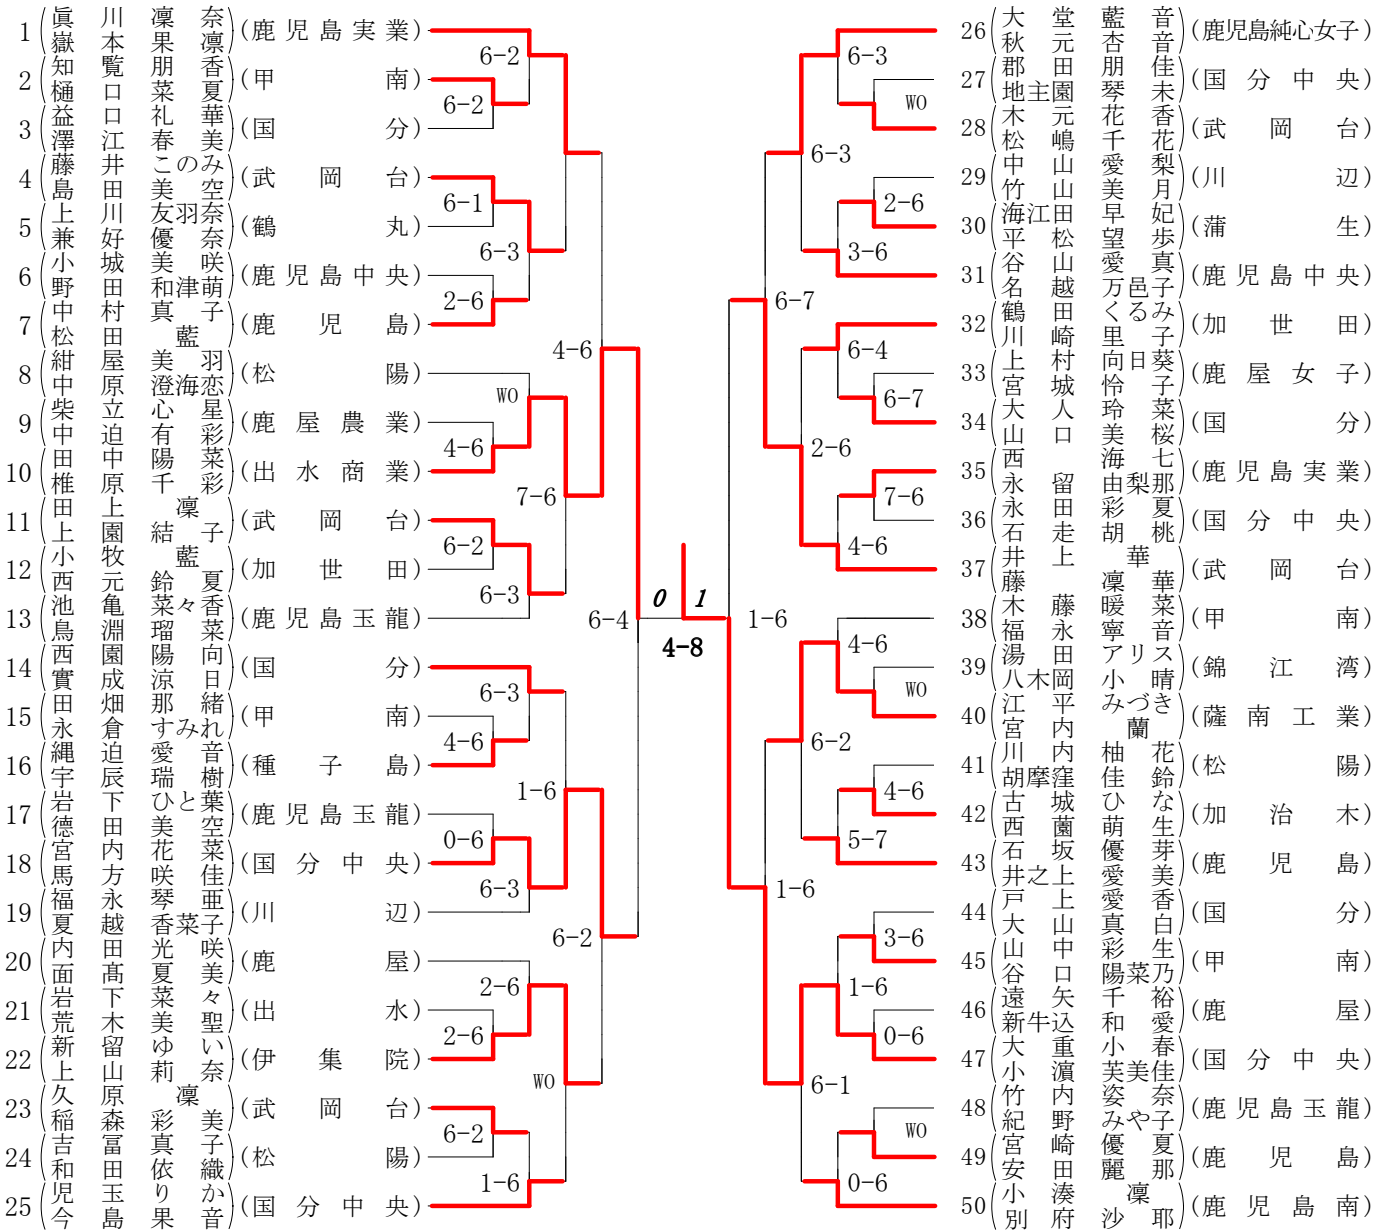 1 (眞川凜奈 嶽本果凛) (鹿児島実業)
6-2
2 (知覧朋香 樋口菜夏) (甲南)
6-2
3 (益口礼華 澤江春美) (国分)
4 (藤井このみ 島田美空) (武岡台)
6-1
5 (上川友羽奈 兼好優奈) (鶴丸)
6-3
6 (小城美咲 野田和津萌) (鹿児島中央)
2-6
7 (中村真子 松田藍) (鹿児島)
4-6
8 (紺屋美羽 中原澄海恋) (松陽)
WO
9 (柴立心星 中迫有彩) (鹿屋農業)
4-6
10 (田中陽菜 椎原千彩) (出水商業)
7-6
11 (田上凜 上園結子) (武岡台)
6-2
12 (小牧藍 西元鈴夏) (加世田)
6-3
13 (池亀菜々香 鳥淵瑠菜) (鹿児島玉龍)
6-4
14 (西園陽向 實成涼日) (国分)
6-3
15 (田畑那緒 永倉すみれ) (甲南)
4-6
16 (縄迫愛音 宇辰瑞樹) (種子島)
1-6
17 (岩下ひと葉 德田美空) (鹿児島玉龍)
0-6
18 (宮内花菜 馬方咲佳) (国分中央)
6-3
19 (福永琴亜 夏越香菜子) (川辺)
6-2
20 (内田光咲 面髙夏美) (鹿屋)
2-6
21 (岩下菜々 荒木美聖) (出水)
2-6
22 (新留ゆい 上山莉奈) (伊集院)
WO
23 (久原凜 稲森彩美) (武岡台)
6-2
24 (吉冨真子 和田依織) (松陽)
1-6
25 (児玉りか 今島果音) (国分中央)
0 1
4-8
26 (大堂藍音 秋元杏音) (鹿児島純心女子)
6-3
27 (郡田朋佳 地主園琴未) (国分中央)
WO
28 (木元花香 松嶋千花) (武岡台)
6-3
29 (中山愛梨 竹山美月) (川辺)
2-6
30 (海江田早妃 平松望歩) (蒲生)
3-6
31 (谷山愛真 名越万邑子) (鹿児島中央)
6-7
32 (鶴田くるみ 川崎里子) (加世田)
6-4
33 (上村向日葵 宮城怜子) (鹿屋女子)
6-7
34 (大人玲菜 山口美桜) (国分)
2-6
35 (西海七 永留由梨那) (鹿児島実業)
7-6
36 (永田彩夏 石走胡桃) (国分中央)
4-6
37 (井上華 藤凜華) (武岡台)
1-6
38 (木藤暖菜 福永寧音) (甲南)
4-6
39 (湯田アリス 八木岡小晴) (錦江湾)
WO
40 (江平みづき 宮内蘭) (薩南工業)
6-2
41 (川内柚花 胡摩窪佳鈴) (松陽)
4-6
42 (古城ひな 西薗萌生) (加治木)
5-7
43 (石坂優芽 井之上愛美) (鹿児島)
1-6
44 (戸上愛香 大山真白) (国分)
3-6
45 (山中彩生 谷口陽菜乃) (甲南)
1-6
46 (遠矢千裕 新牛込和愛) (鹿屋)
0-6
47 (大重小春 小濵芙美佳) (国分中央)
6-1
48 (竹内姿奈 紀野みや子) (鹿児島玉龍)
WO
49 (宮崎優夏 安田麗那) (鹿児島)
0-6
50 (小湊凜 別府沙耶) (鹿児島南)